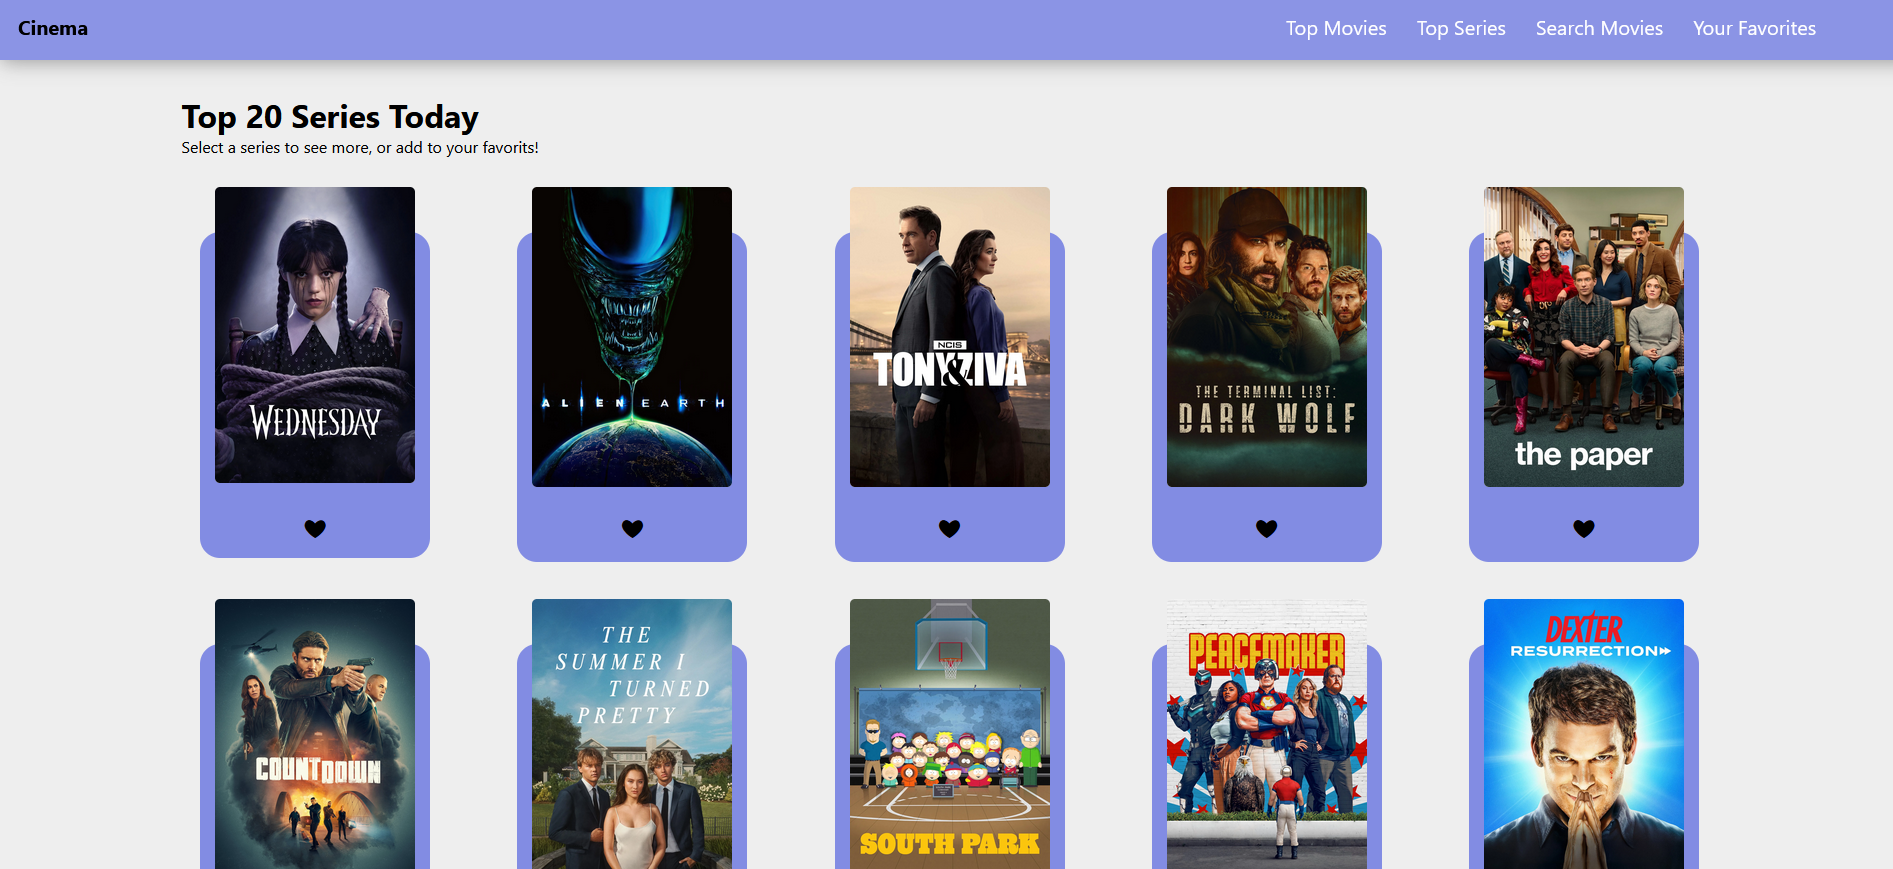 Cinema
Top Movies
Top Series
Search Movies
Your Favorites
Top 20 Series Today
Select a series to see more, or add to your favorits!
WEDNESDAY
ALIEN EARTH
NCIS
TONY & ZIVA
THE TERMINAL LIST:
DARK WOLF
the paper
COUNTDOWN
THE
SUMMER I
TURNED
PRETTY
SOUTH PARK
PEACEMAKER
DEXTER
RESURRECTION